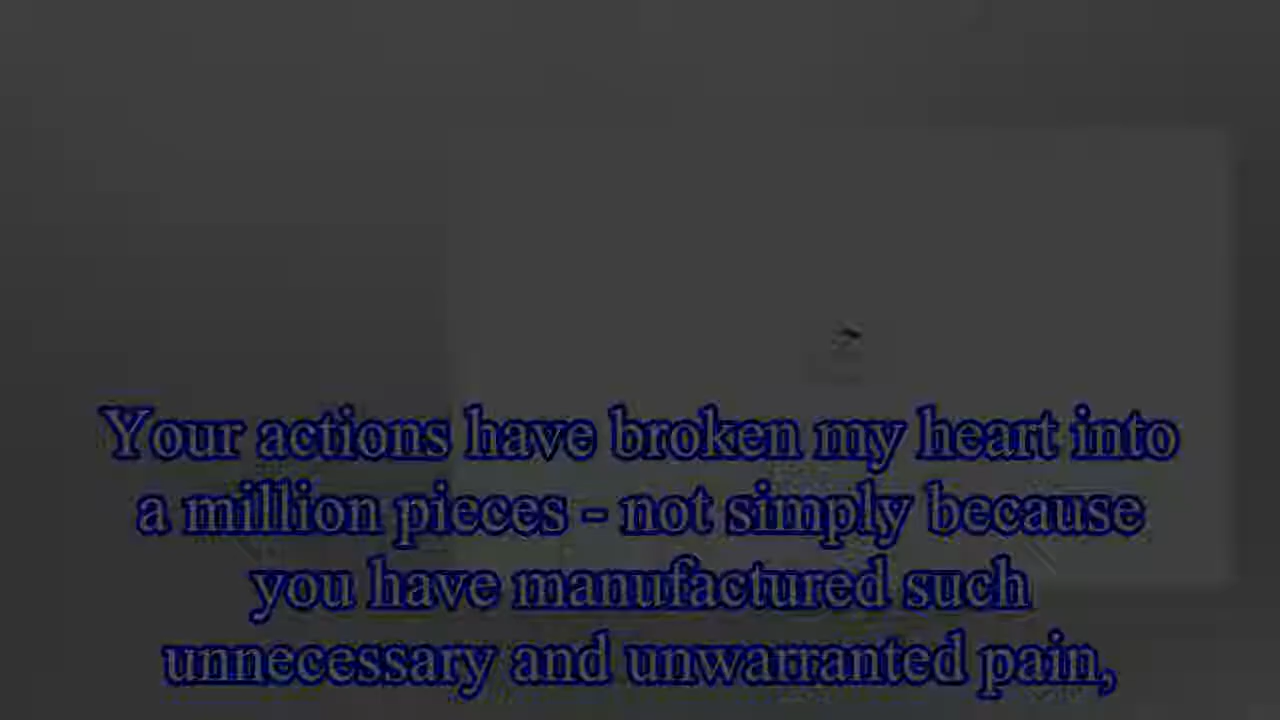 Your actions have broken my heart into
a million pieces - not simply because
you have manufactured such
unnecessary and unwarranted pain,